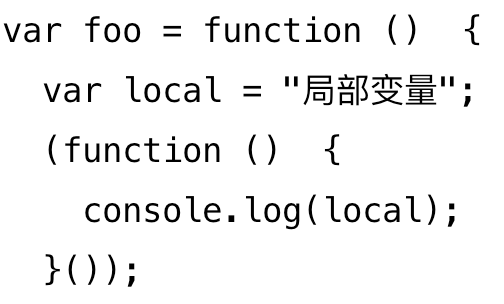 var foo = function () {
  var local = "局部变量";
  (function () {
    console.log(local);
  }());